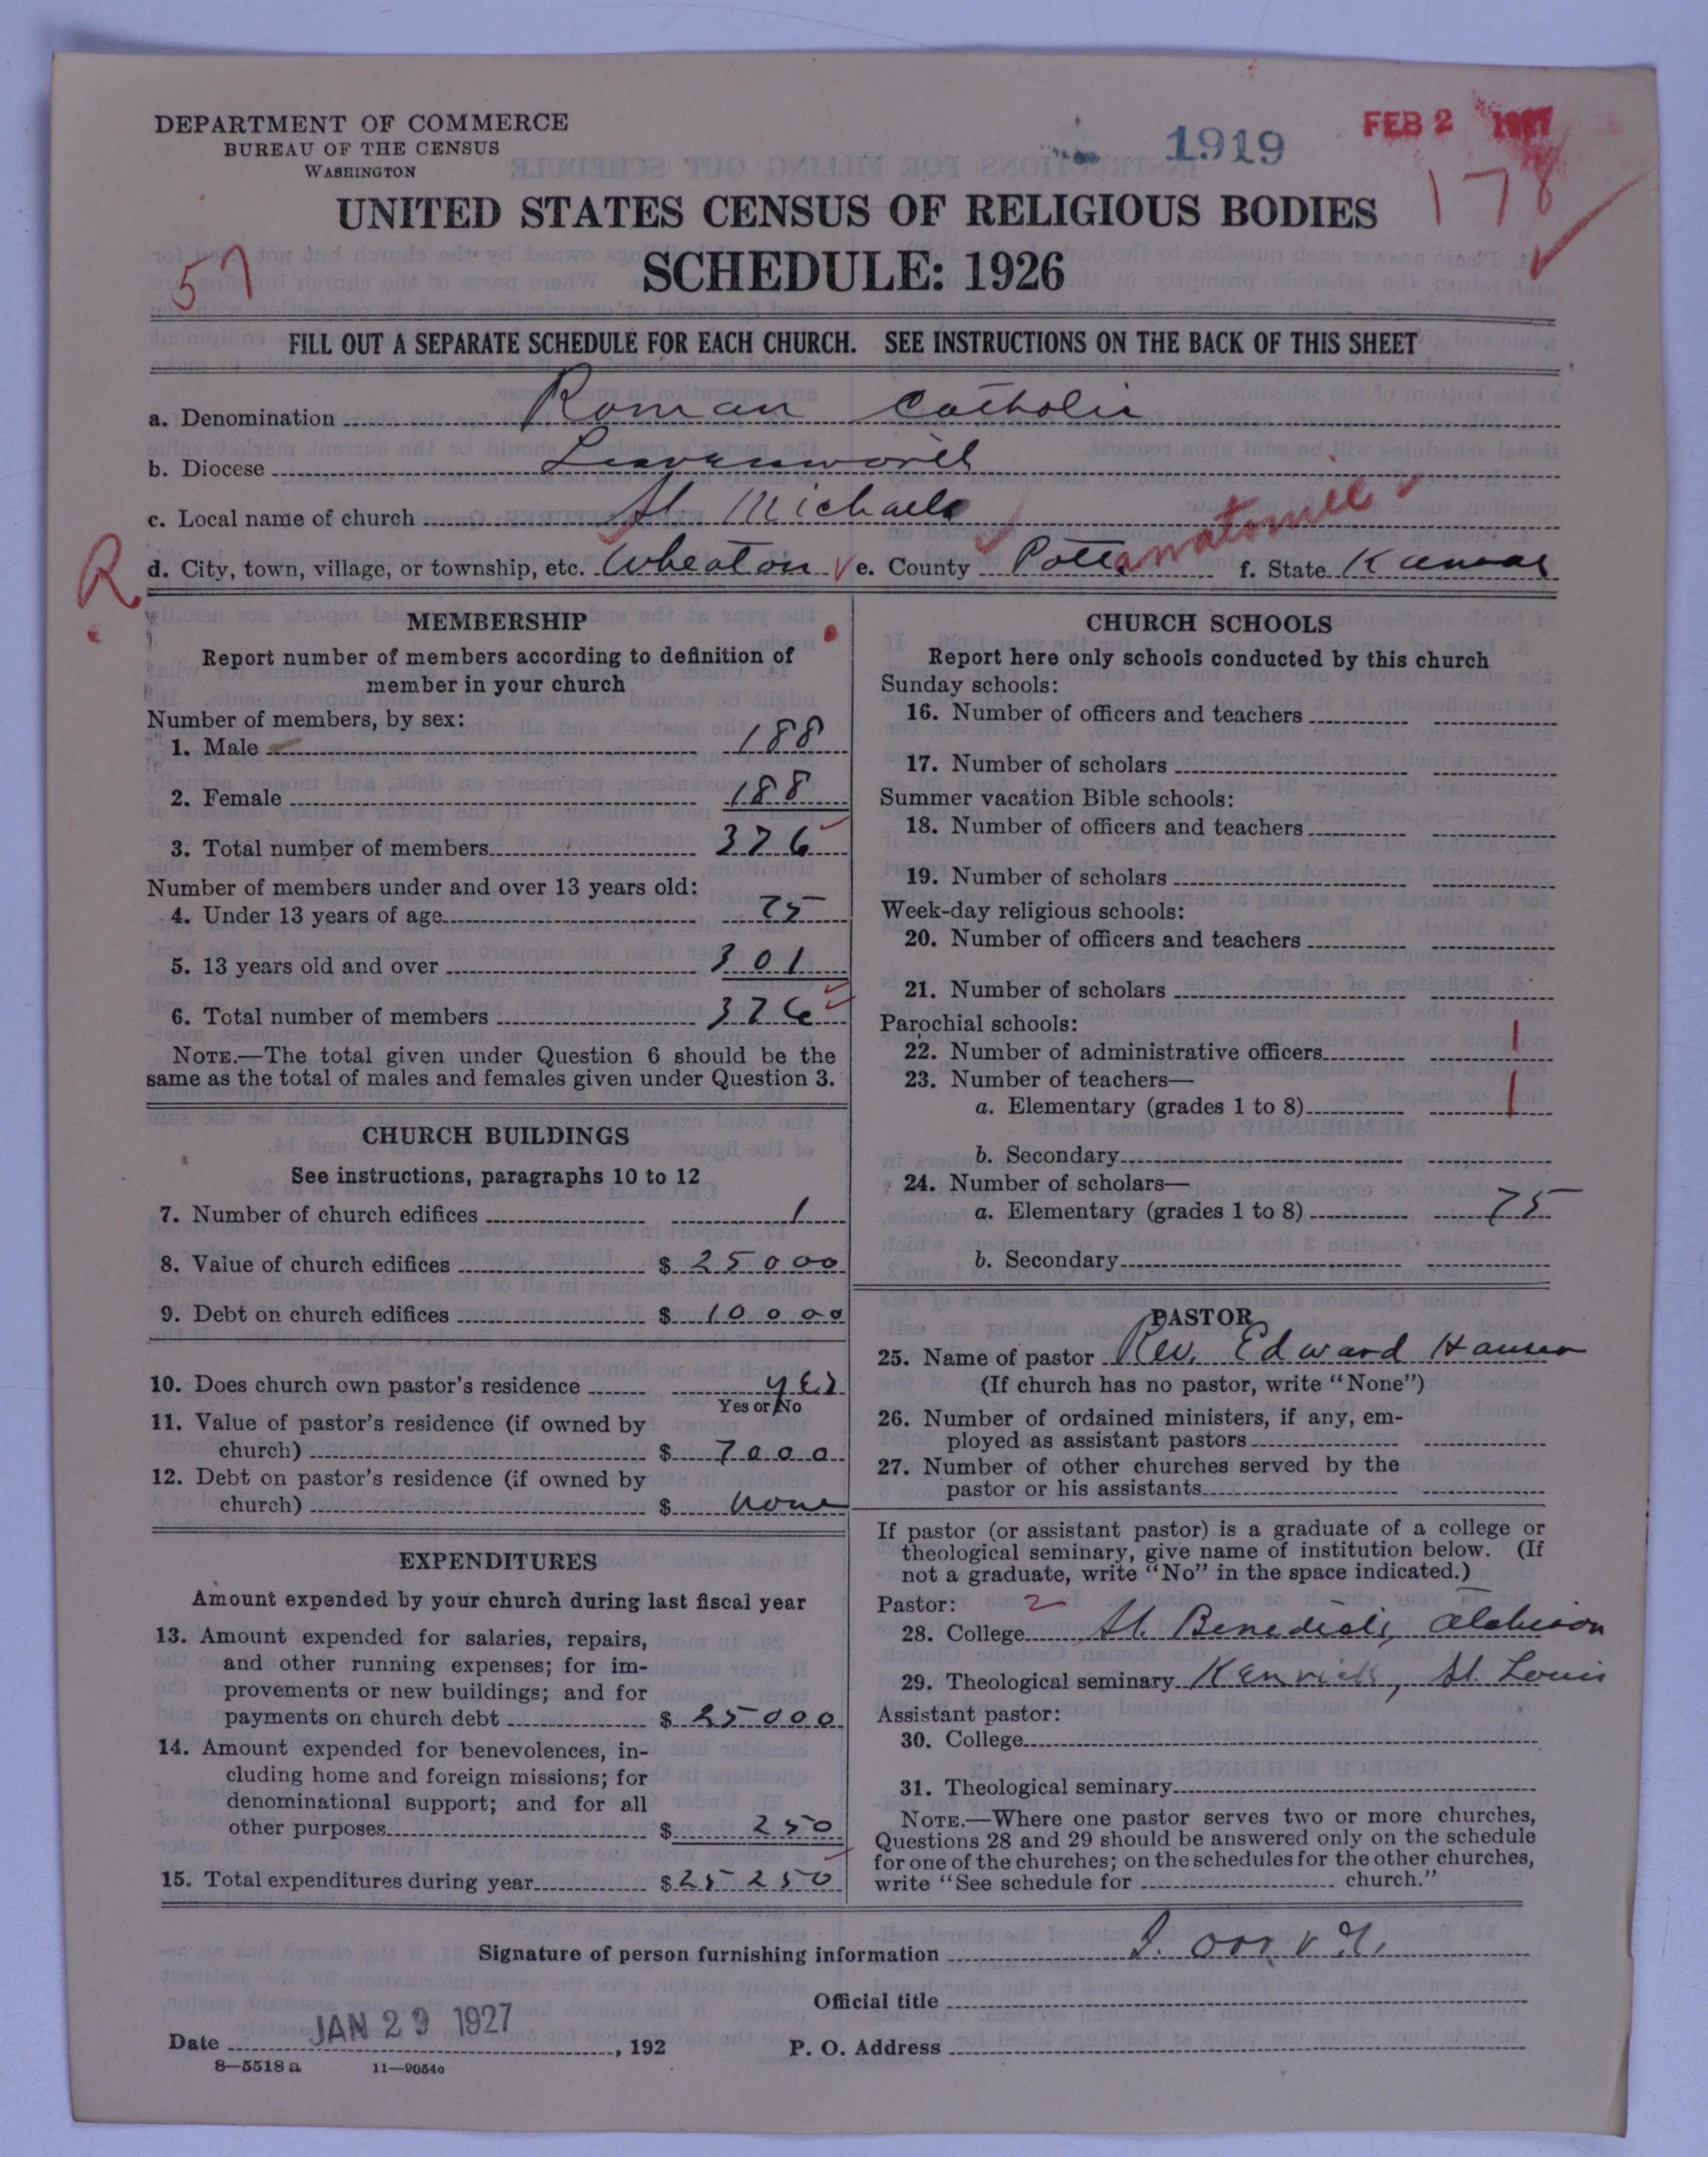 DEPARTMENT OF COMMERCE
BUREAU OF THE CENSUS
WASHINGTON
1919
FEB 2 1927
178
UNITED STATES CENSUS OF RELIGIOUS BODIES
57
SCHEDULE: 1926
FILL OUT A SEPARATE SCHEDULE FOR EACH CHURCH. SEE INSTRUCTIONS ON THE BACK OF THIS SHEET
a. Denomination Roman Catholic
b. Diocese Leavenworth
c. Local name of church St. Michaels
R d. City, town, village, or township, etc. Wheaton e. County Pottawatomie f. State Kansas
MEMBERSHIP
Report number of members according to definition of
member in your church
Number of members, by sex:
1. Male 188
2. Female 188
3. Total number of members 376
Number of members under and over 13 years old:
4. Under 13 years of age 75
5. 13 years old and over 301
6. Total number of members 376
NOTE.—The total given under Question 6 should be the
same as the total of males and females given under Question 3.
CHURCH BUILDINGS
See instructions, paragraphs 10 to 12
7. Number of church edifices 1
8. Value of church edifices $ 25000
9. Debt on church edifices $ 10000
10. Does church own pastor's residence yes
Yes or No
11. Value of pastor's residence (if owned by
church) $ 7000
12. Debt on pastor's residence (if owned by
church) $ none
EXPENDITURES
Amount expended by your church during last fiscal year
13. Amount expended for salaries, repairs,
and other running expenses; for im-
provements or new buildings; and for
payments on church debt $ 25000
14. Amount expended for benevolences, in-
cluding home and foreign missions; for
denominational support; and for all
other purposes $ 250
15. Total expenditures during year $ 25250
CHURCH SCHOOLS
Report here only schools conducted by this church
Sunday schools:
16. Number of officers and teachers
17. Number of scholars
Summer vacation Bible schools:
18. Number of officers and teachers
19. Number of scholars
Week-day religious schools:
20. Number of officers and teachers
21. Number of scholars
Parochial schools:
22. Number of administrative officers 1
23. Number of teachers—
a. Elementary (grades 1 to 8) 1
b. Secondary
24. Number of scholars—
a. Elementary (grades 1 to 8) 75
b. Secondary
PASTOR
25. Name of pastor Rev. Edward Hauser
(If church has no pastor, write "None")
26. Number of ordained ministers, if any, em-
ployed as assistant pastors
27. Number of other churches served by the
pastor or his assistants
If pastor (or assistant pastor) is a graduate of a college or
theological seminary, give name of institution below. (If
not a graduate, write "No" in the space indicated.)
Pastor: 2
28. College St. Benedicts, Atchison
29. Theological seminary Kenrick, St. Louis
Assistant pastor:
30. College
31. Theological seminary
NOTE.—Where one pastor serves two or more churches,
Questions 28 and 29 should be answered only on the schedule
for one of the churches; on the schedules for the other churches,
write "See schedule for church."
Signature of person furnishing information
Official title
Date JAN 29 1927, 192
P. O. Address
8—5518 a 11—9054c